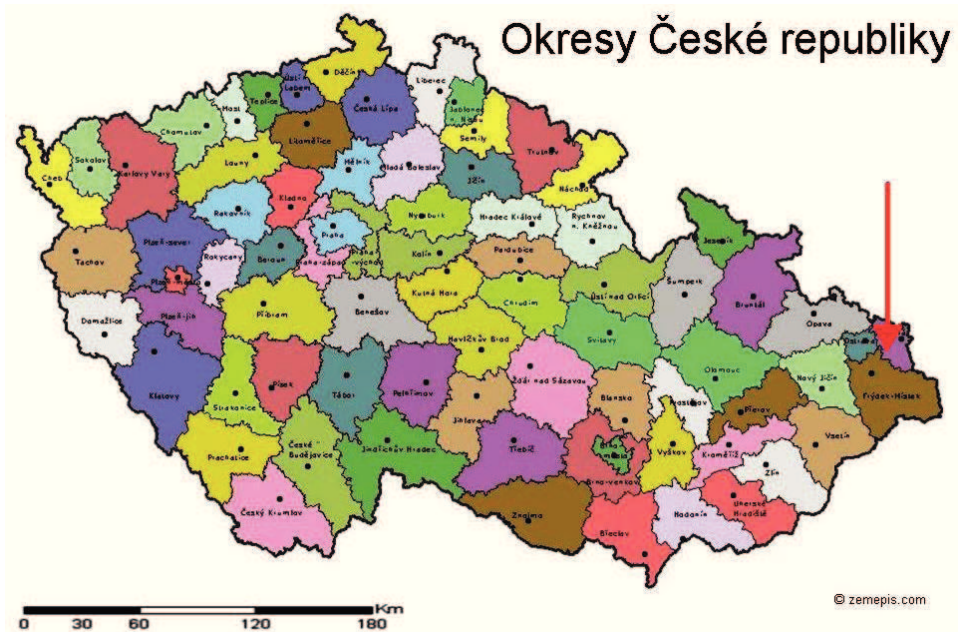 Okresy České republiky
Děčín
Ústí
Labem
Liberec
Teplice
Česká Lípa
Most
Jablonec
n. Nisou
Chomutov
Litoměřice
Semily
Trutnov
Sokolov
Karlovy Vary
Louny
Mělník
Mladá Boleslav
Jičín
Cheb
Náchod
Kladno
Rakovník
Nymburk
Hradec Králové
Rychnov
n. Kněžnou
Praha
Plzeň-sever
Jeseník
Beroun
Praha-
východ
Kolín
Pardubice
Tachov
Rokycany
Praha-západ
Šumperk
Kutná Hora
Chrudim
Ústí nad Orlicí
Bruntál
Příbram
Benešov
Opava
Domažlice
Plzeň-jih
Havlíčkův Brod
Svitavy
Olomouc
Nový Jičín
Frýdek-Místek
Klatovy
Písek
Tábor
Pelhřimov
Žďár nad Sázavou
Blansko
Přerov
Strakonice
Jihlava
Vsetín
České
Budějovice
Jindřichův Hradec
Třebíč
Vyškov
Kroměříž
Prachatice
Zlín
Brno-venkov
Český Krumlov
Znojmo
Hodonín
Uherské
Hradiště
Břeclav
© zemepis.com
Km
0 30 60 120 180